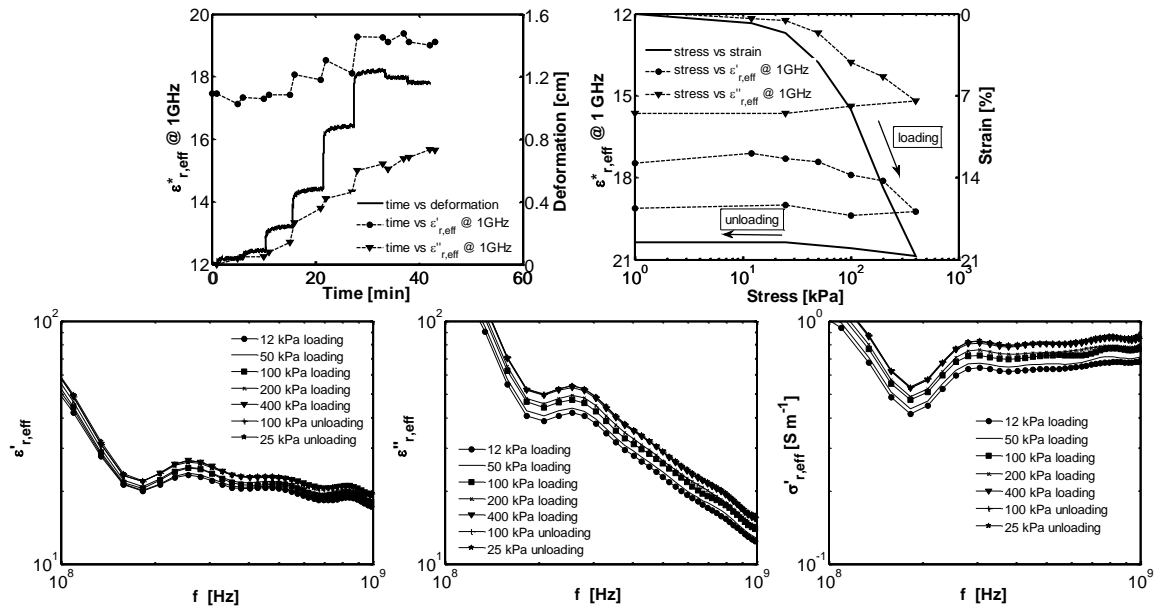 20
19
18
17
16
15
14
13
12
ε*r,eff @ 1GHz
1.6
1.2
0.8
0.4
0
Deformation [cm]
time vs deformation
time vs ε'r,eff @ 1GHz
time vs ε''r,eff @ 1GHz
0 20 40 60
Time [min]
12
15
18
21
ε*r,eff @ 1 GHz
0
7
14
21
Strain [%]
stress vs strain
stress vs ε'r,eff @ 1GHz
stress vs ε''r,eff @ 1GHz
loading
unloading
10^0 10^1 10^2 10^3
Stress [kPa]
10^2
10^1
ε'r,eff
12 kPa loading
50 kPa loading
100 kPa loading
200 kPa loading
400 kPa loading
100 kPa unloading
25 kPa unloading
10^8 10^9
f [Hz]
10^2
10^1
ε''r,eff
12 kPa loading
50 kPa loading
100 kPa loading
200 kPa loading
400 kPa loading
100 kPa unloading
25 kPa unloading
10^8 10^9
f [Hz]
10^0
10^-1
σ'r,eff [S m^-1]
12 kPa loading
50 kPa loading
100 kPa loading
200 kPa loading
400 kPa loading
100 kPa unloading
25 kPa unloading
10^8 10^9
f [Hz]